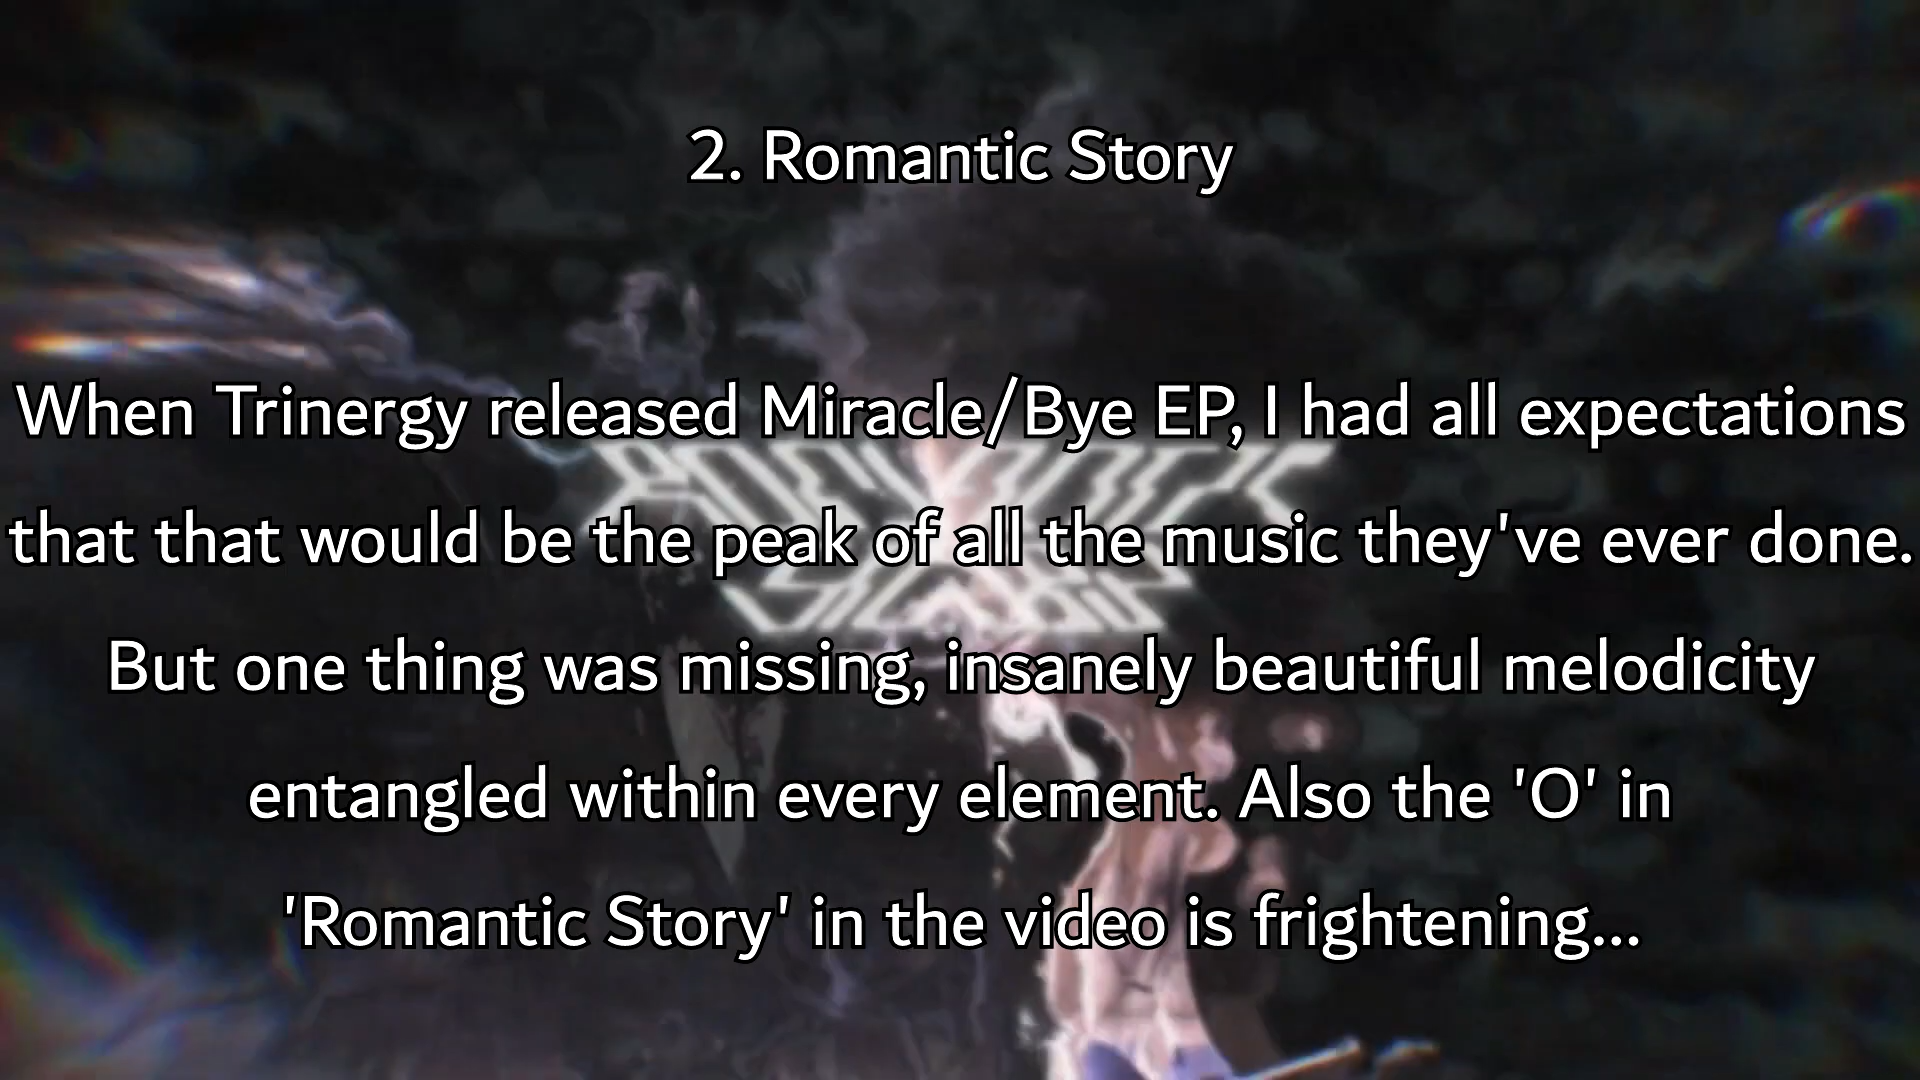 2. Romantic Story
When Trinergy released Miracle/Bye EP, I had all expectations
that that would be the peak of all the music they've ever done.
But one thing was missing, insanely beautiful melodicity
entangled within every element. Also the 'O' in
'Romantic Story' in the video is frightening...